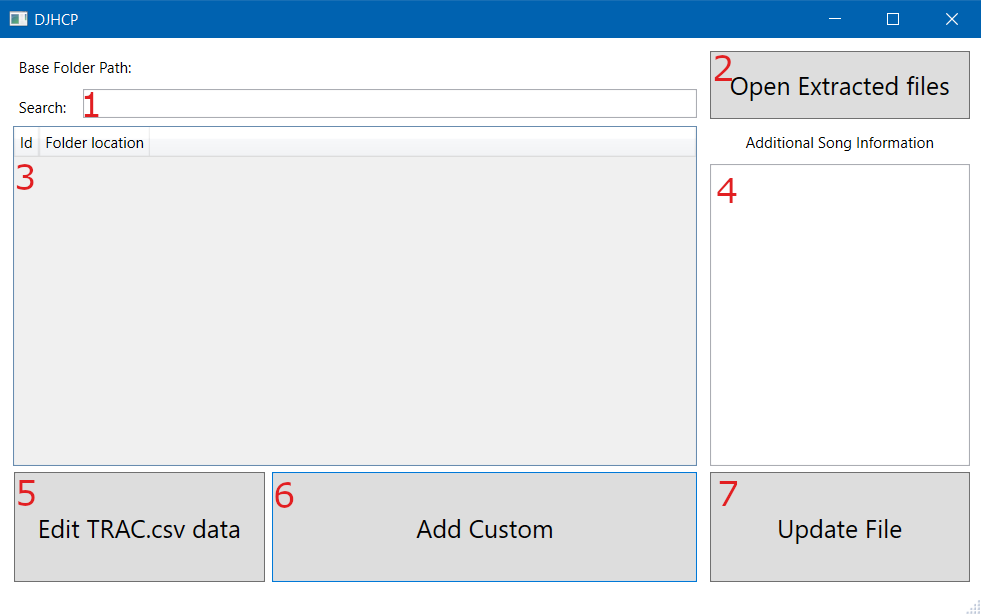 DJHCP
Base Folder Path:
2
Open Extracted files
Search:
1
Id Folder location
Additional Song Information
3
4
5
Edit TRAC.csv data
6
Add Custom
7
Update File